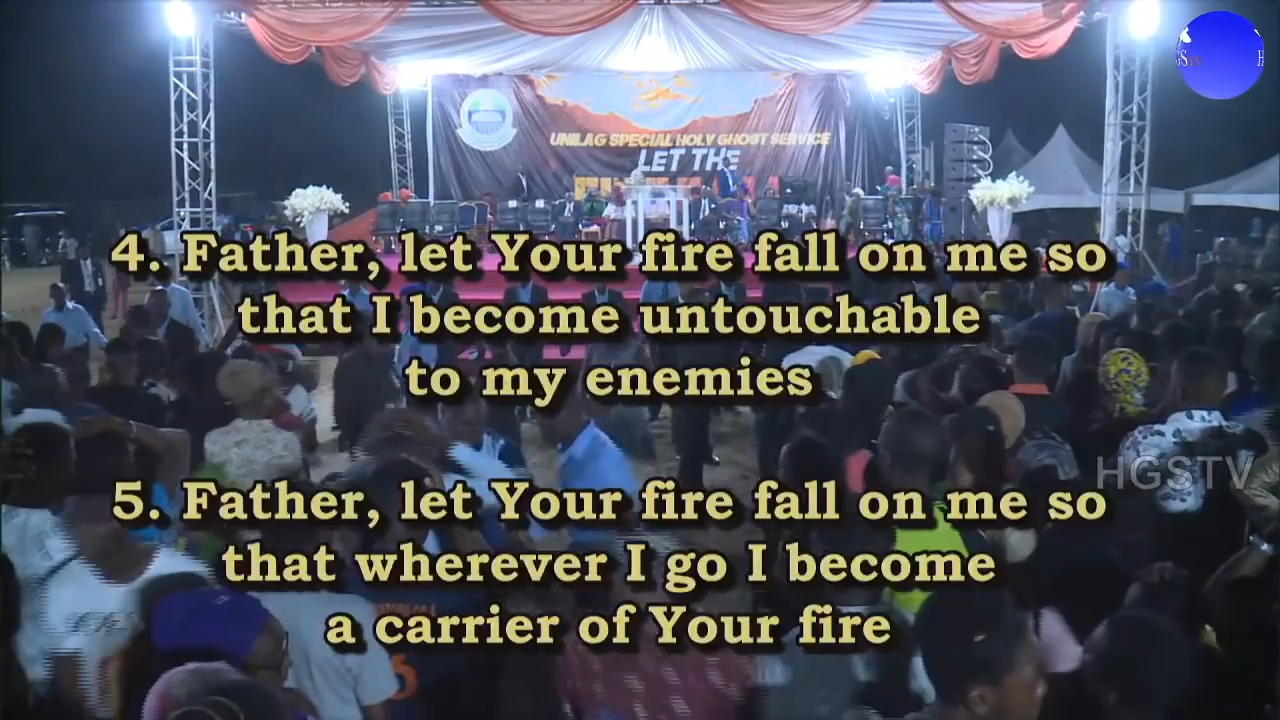 UNILAG SPECIAL HOLY GHOST SERVICE
LET THE
4. Father, let Your fire fall on me so
that I become untouchable
to my enemies
HGSTV
5. Father, let Your fire fall on me so
that wherever I go I become
a carrier of Your fire